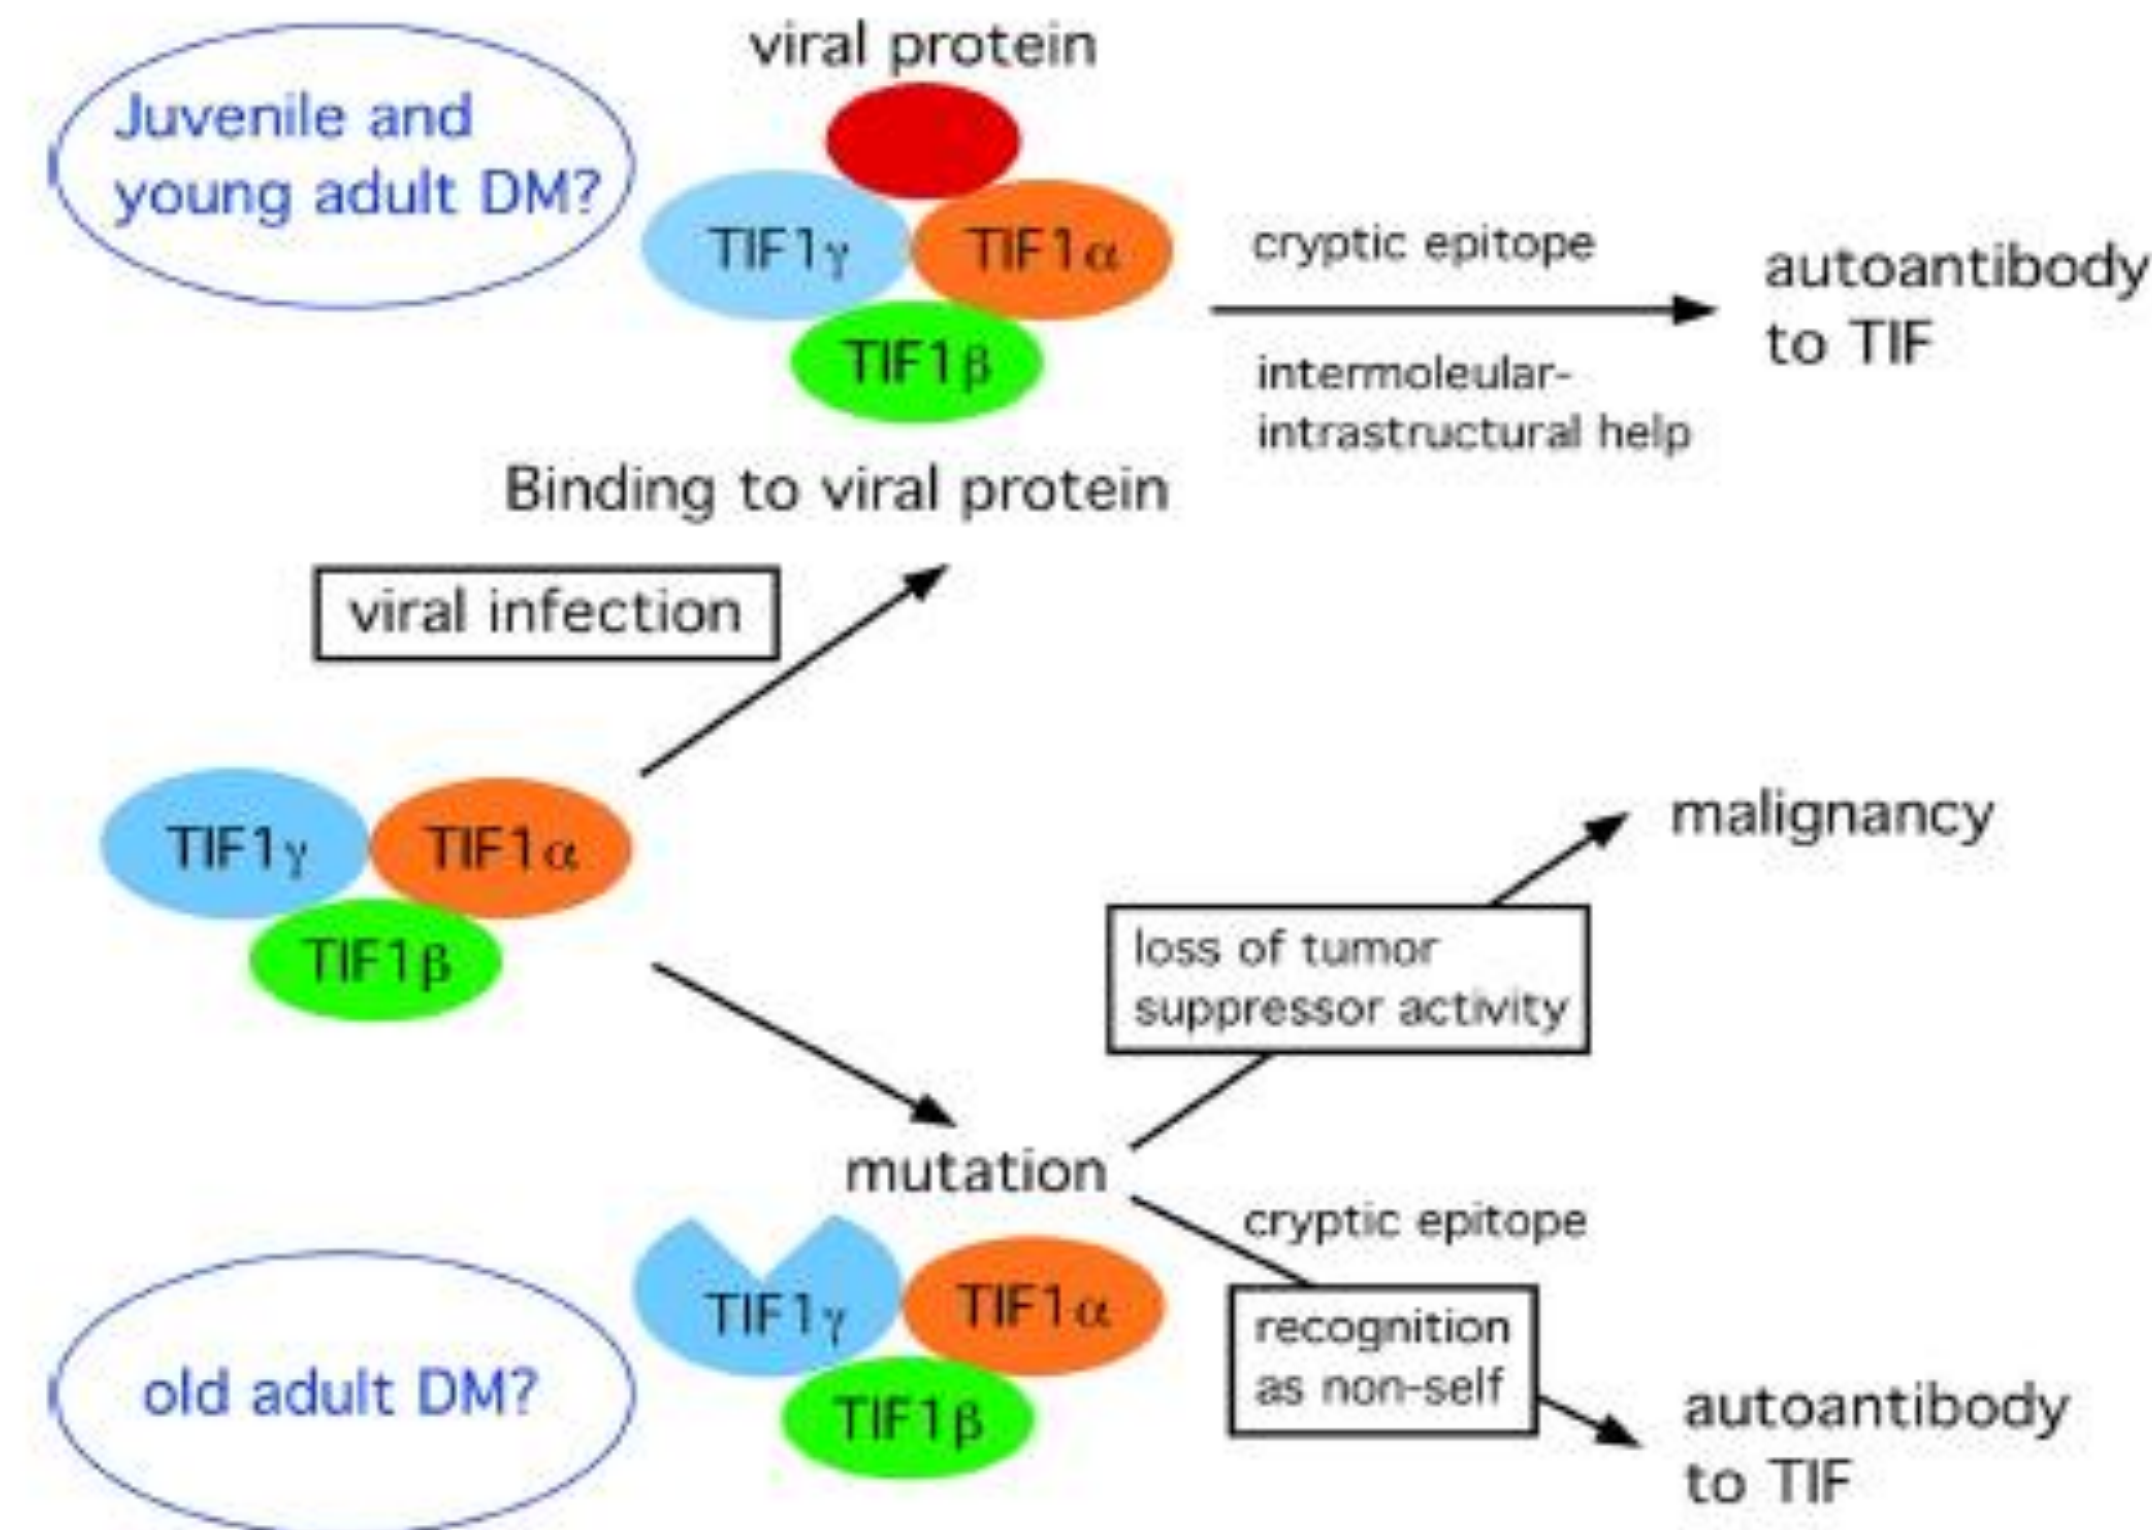 viral protein
Juvenile and
young adult DM?
TIF1γ
TIF1α
TIF1β
cryptic epitope
intermoleular-
intrastructural help
autoantibody
to TIF
Binding to viral protein
viral infection
TIF1γ
TIF1α
TIF1β
malignancy
loss of tumor
suppressor activity
mutation
cryptic epitope
TIF1γ
TIF1α
TIF1β
old adult DM?
recognition
as non-self
autoantibody
to TIF